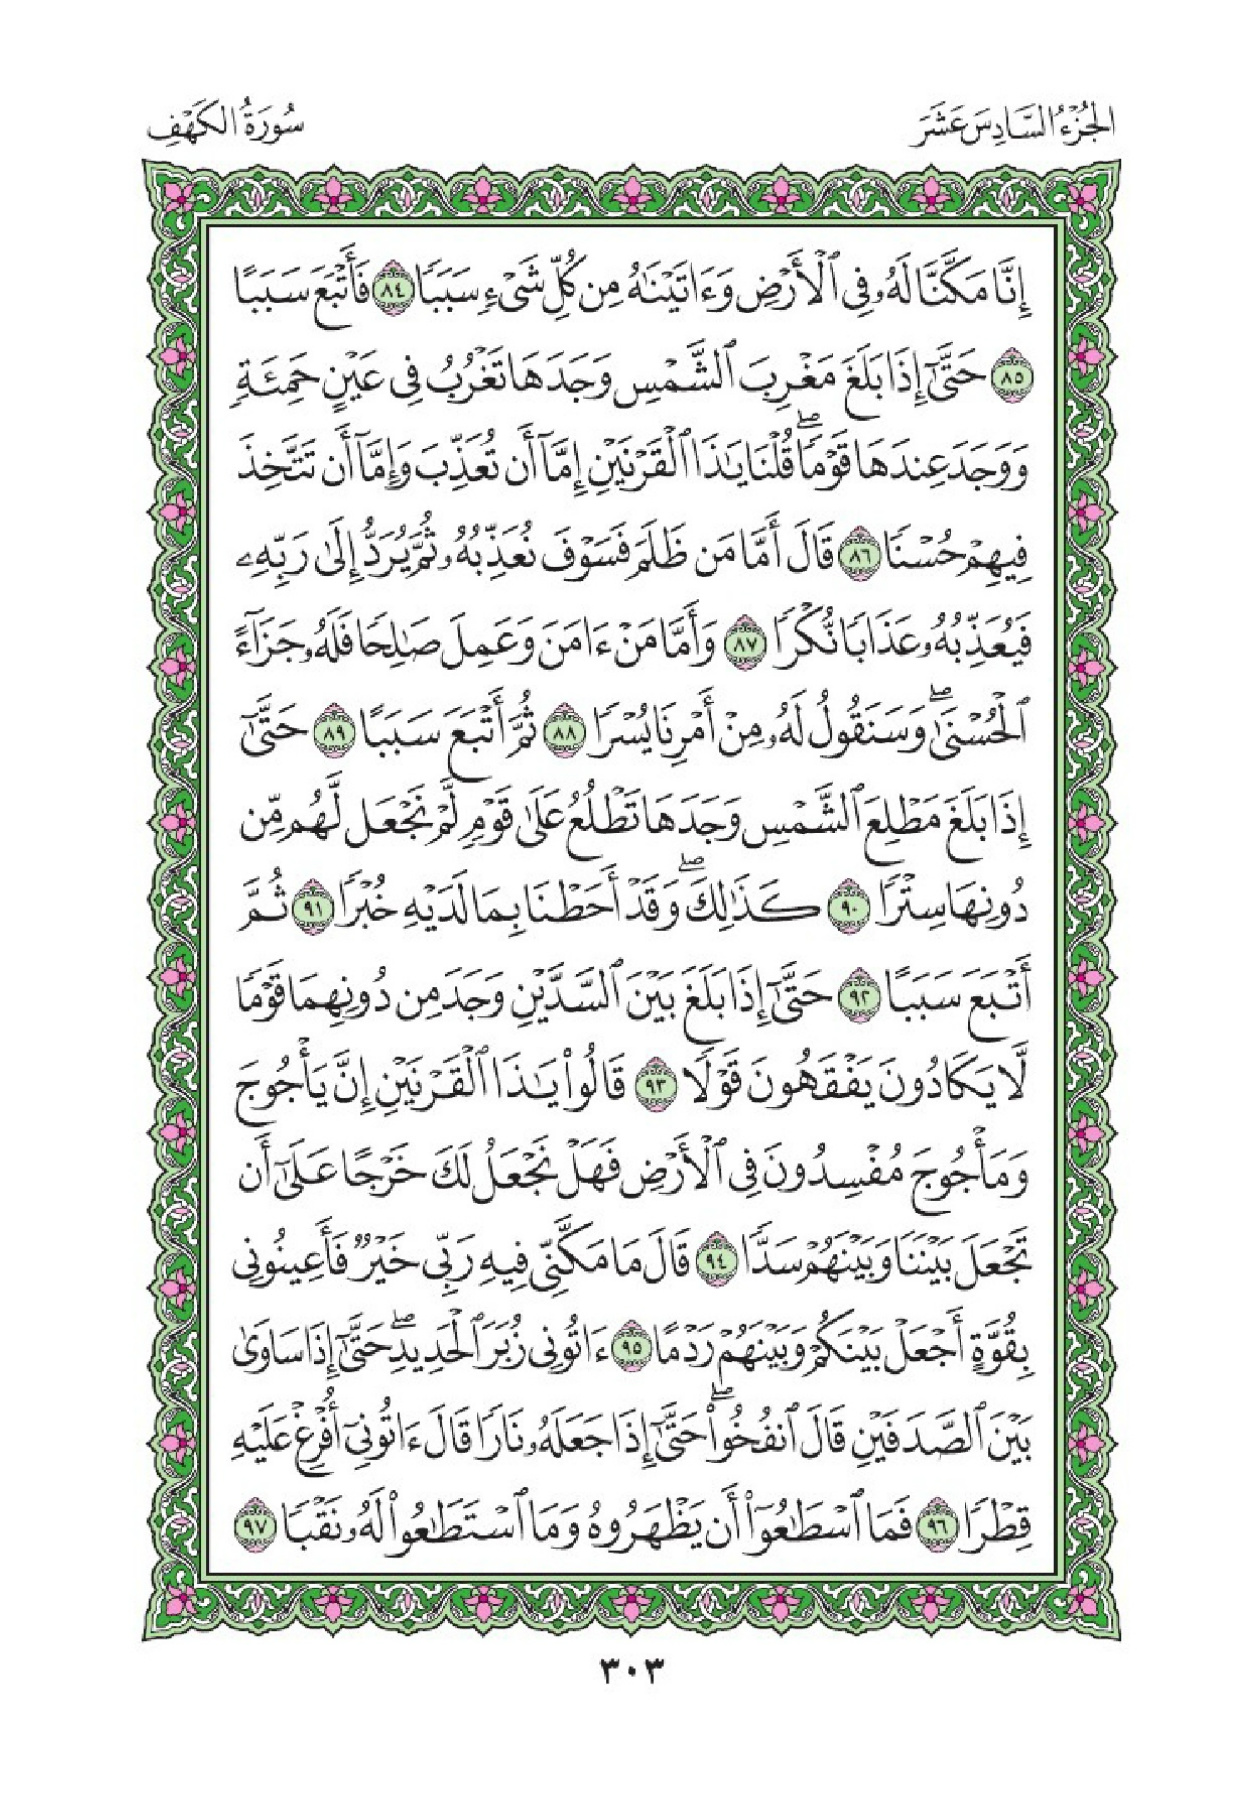 الجُزْءُ السَّادِسَ عَشَرَ
سُورَةُ الكَهْفِ
إِنَّا مَكَّنَّا لَهُۥ فِى ٱلْأَرْضِ وَءَاتَيْنَـٰهُ مِن كُلِّ شَىْءٍ سَبَبًا ٨٤ فَأَتْبَعَ سَبَبًا
٨٥ حَتَّىٰٓ إِذَا بَلَغَ مَغْرِبَ ٱلشَّمْسِ وَجَدَهَا تَغْرُبُ فِى عَيْنٍ حَمِئَةٍ
وَوَجَدَ عِندَهَا قَوْمًا ۖ قُلْنَا يَـٰذَا ٱلْقَرْنَيْنِ إِمَّآ أَن تُعَذِّبَ وَإِمَّآ أَن تَتَّخِذَ
فِيهِمْ حُسْنًا ٨٦ قَالَ أَمَّا مَن ظَلَمَ فَسَوْفَ نُعَذِّبُهُۥ ثُمَّ يُرَدُّ إِلَىٰ رَبِّهِۦ
فَيُعَذِّبُهُۥ عَذَابًا نُّكْرًا ٨٧ وَأَمَّا مَنْ ءَامَنَ وَعَمِلَ صَـٰلِحًا فَلَهُۥ جَزَآءً
ٱلْحُسْنَىٰ ۖ وَسَنَقُولُ لَهُۥ مِنْ أَمْرِنَا يُسْرًا ٨٨ ثُمَّ أَتْبَعَ سَبَبًا ٨٩ حَتَّىٰٓ
إِذَا بَلَغَ مَطْلِعَ ٱلشَّمْسِ وَجَدَهَا تَطْلُعُ عَلَىٰ قَوْمٍ لَّمْ نَجْعَل لَّهُم مِّن
دُونِهَا سِتْرًا ٩٠ كَذَٰلِكَ ۖ وَقَدْ أَحَطْنَا بِمَا لَدَيْهِ خُبْرًا ٩١ ثُمَّ
أَتْبَعَ سَبَبًا ٩٢ حَتَّىٰٓ إِذَا بَلَغَ بَيْنَ ٱلسَّدَّيْنِ وَجَدَ مِن دُونِهِمَا قَوْمًا
لَّا يَكَادُونَ يَفْقَهُونَ قَوْلًا ٩٣ قَالُوا۟ يَـٰذَا ٱلْقَرْنَيْنِ إِنَّ يَأْجُوجَ
وَمَأْجُوجَ مُفْسِدُونَ فِى ٱلْأَرْضِ فَهَلْ نَجْعَلُ لَكَ خَرْجًا عَلَىٰٓ أَن
تَجْعَلَ بَيْنَنَا وَبَيْنَهُمْ سَدًّا ٩٤ قَالَ مَا مَكَّنِّى فِيهِ رَبِّى خَيْرٌ فَأَعِينُونِى
بِقُوَّةٍ أَجْعَلْ بَيْنَكُمْ وَبَيْنَهُمْ رَدْمًا ٩٥ ءَاتُونِى زُبَرَ ٱلْحَدِيدِ ۖ حَتَّىٰٓ إِذَا سَاوَىٰ
بَيْنَ ٱلصَّدَفَيْنِ قَالَ ٱنفُخُوا۟ ۖ حَتَّىٰٓ إِذَا جَعَلَهُۥ نَارًا قَالَ ءَاتُونِىٓ أُفْرِغْ عَلَيْهِ
قِطْرًا ٩٦ فَمَا ٱسْطَـٰعُوٓا۟ أَن يَظْهَرُوهُ وَمَا ٱسْتَطَـٰعُوا۟ لَهُۥ نَقْبًا ٩٧
٣٠٣